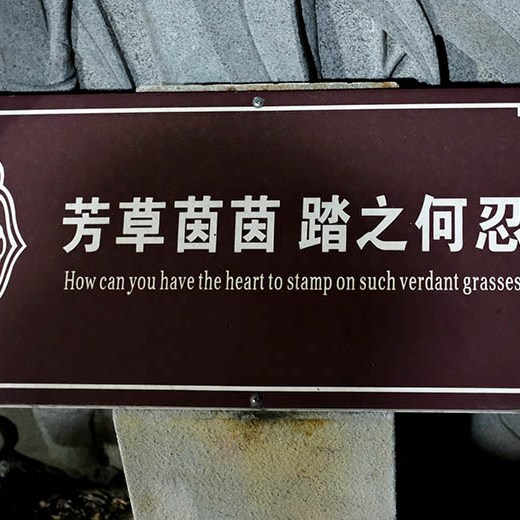 芳草茵茵 踏之何忍
How can you have the heart to stamp on such verdant grasses